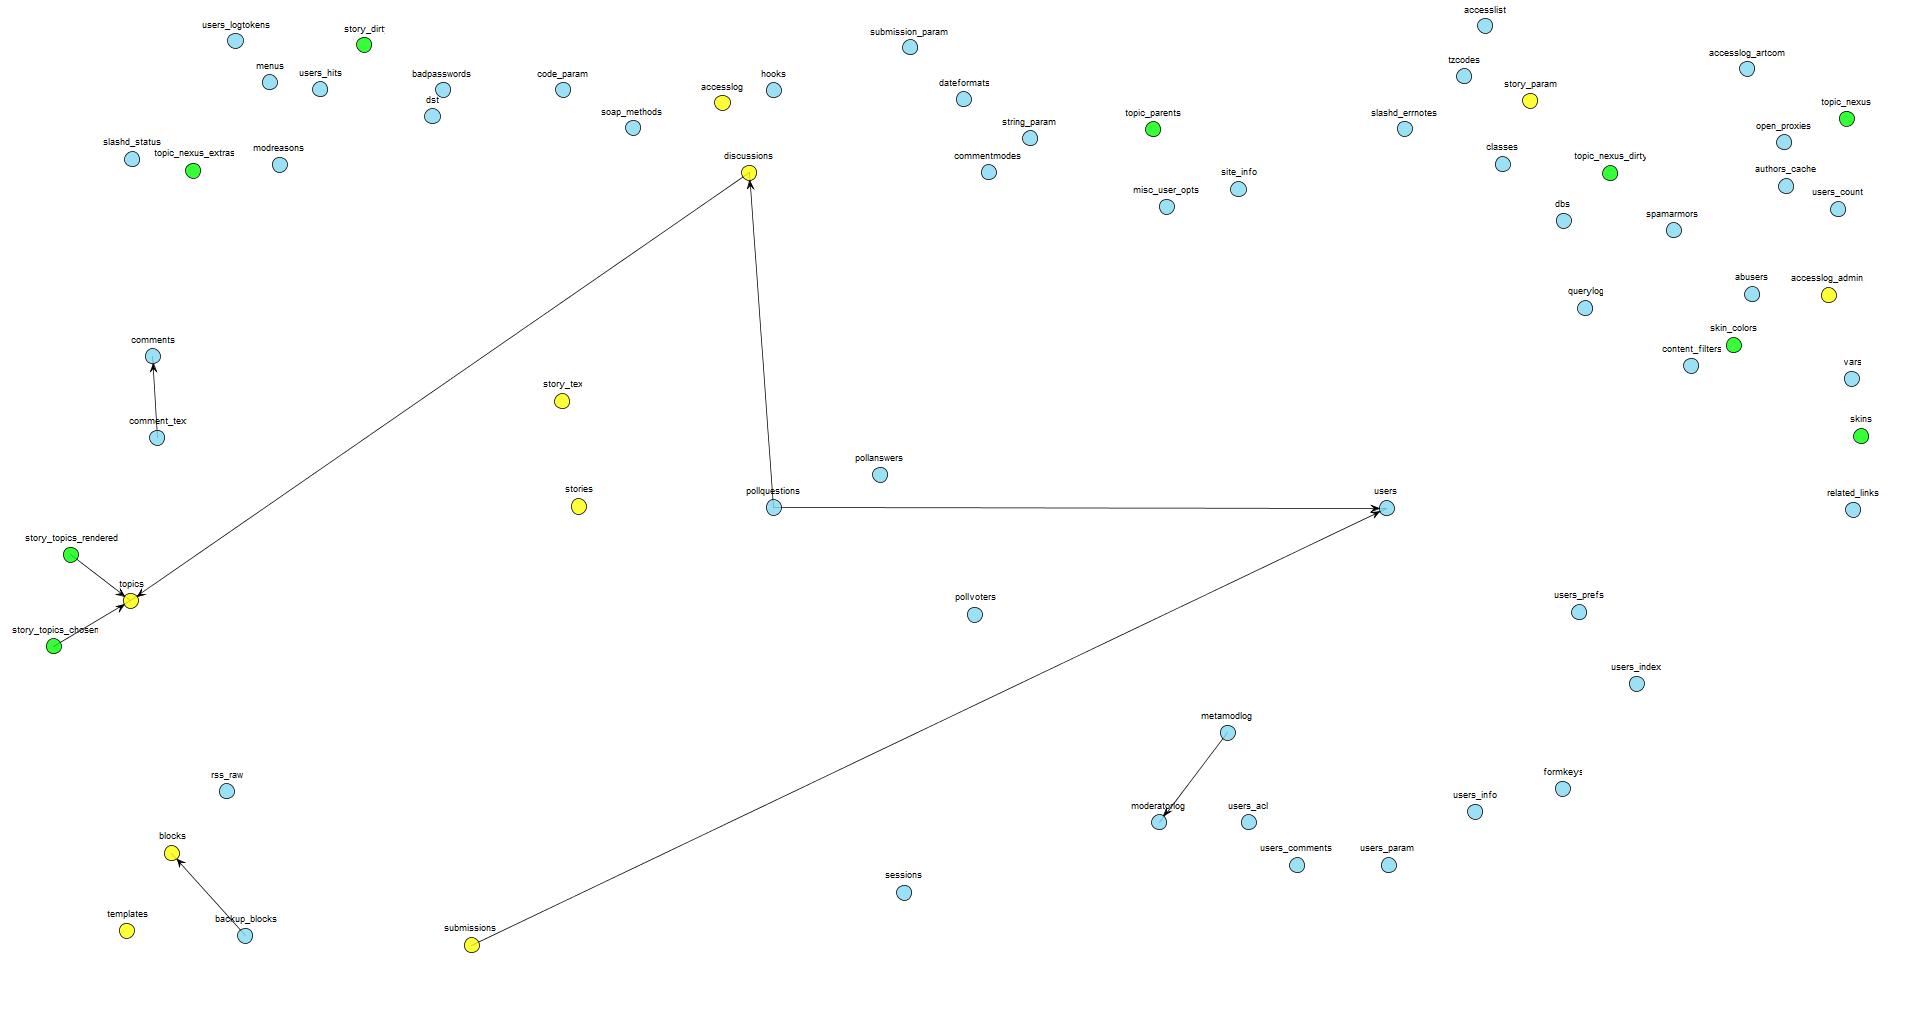 accesslist
users_logtokens
story_dirt
submission_param
accesslog_artcom
tzcodes
menus
users_hits
badpasswords
code_param
hooks
dateformats
story_param
accesslog
dst
topic_nexus
soap_methods
topic_parents
slashd_errnotes
string_param
open_proxies
slashd_status
modreasons
classes
topic_nexus_extras
discussions
commentmodes
topic_nexus_dirty
authors_cache
site_info
misc_user_opts
users_count
dbs
spamarmors
abusers
accesslog_admin
querylog
skin_colors
comments
content_filters
vars
story_tex
comment_tex
skins
pollanswers
stories
pollquestions
users
related_links
story_topics_rendered
topics
users_prefs
pollvoters
story_topics_chosen
users_index
metamodlog
rss_raw
formkeys
users_info
moderatorlog
users_acl
blocks
users_comments
users_param
sessions
templates
backup_blocks
submissions